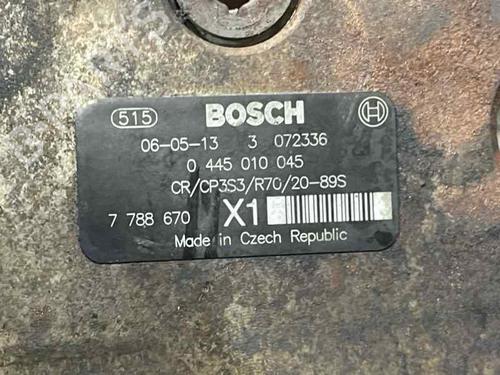 515 BOSCH
06-05-13 3 072336
0 445 010 045
CR/CP3S3/R70/20-89S
7 788 670 X1
Made in Czech Republic